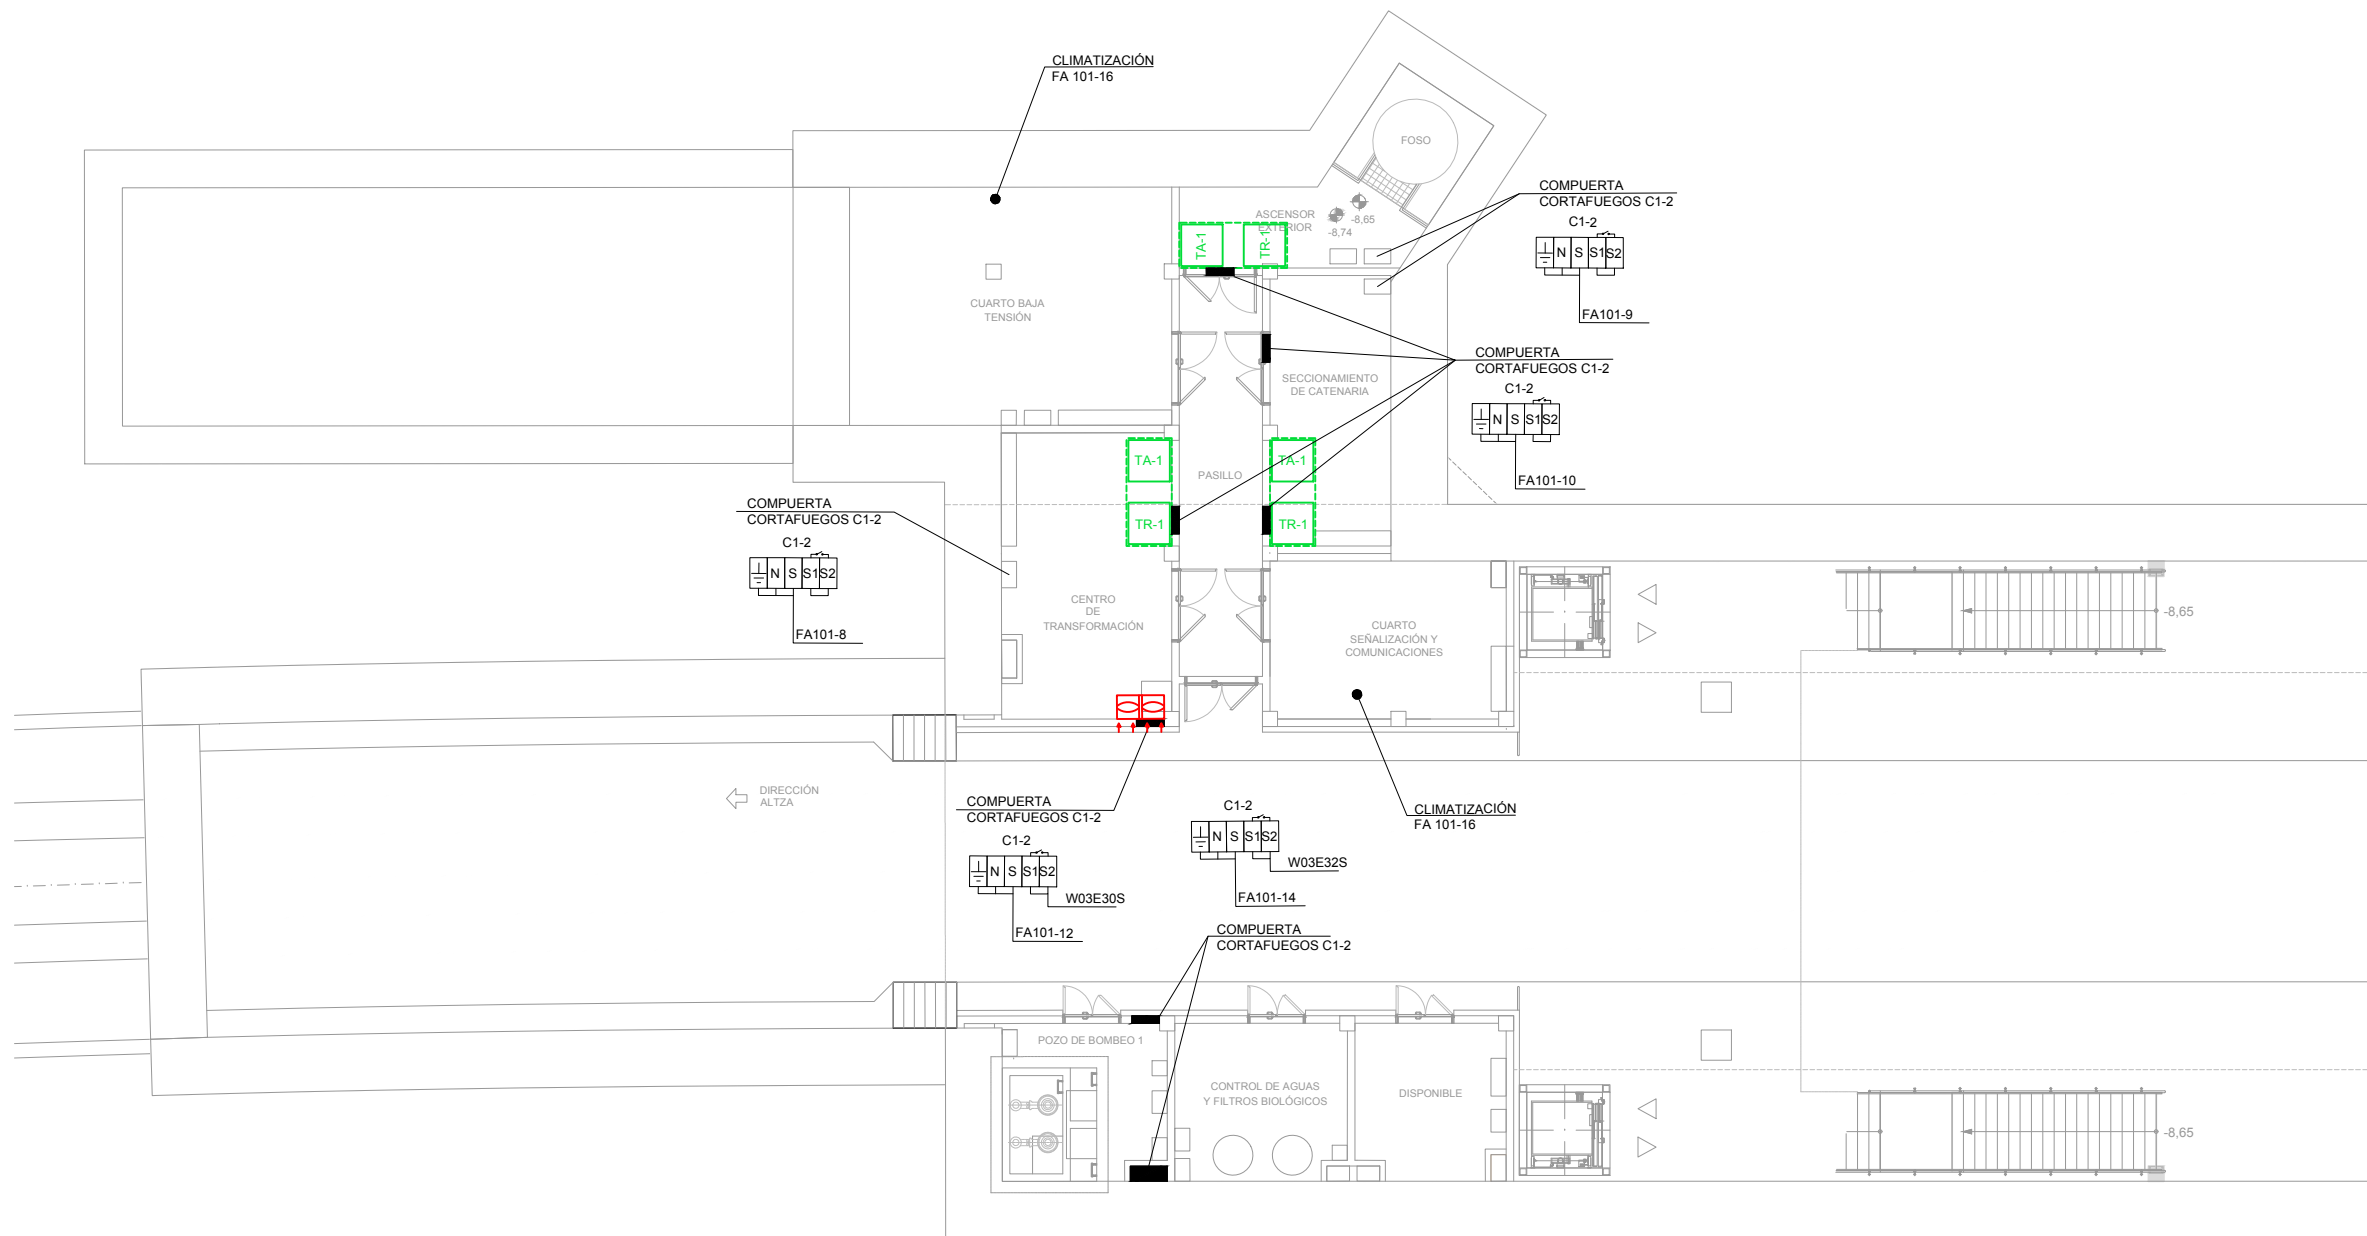 CLIMATIZACIÓN
FA 101-16
FOSO
COMPUERTA
CORTAFUEGOS C1-2
C1-2
N S S1 S2
FA101-9
ASCENSOR
EXTERIOR
-8,65
-8,74
TA-1
TR-1
CUARTO BAJA
TENSIÓN
COMPUERTA
CORTAFUEGOS C1-2
C1-2
N S S1 S2
FA101-10
SECCIONAMIENTO
DE CATENARIA
TA-1
TA-1
PASILLO
TR-1
TR-1
COMPUERTA
CORTAFUEGOS C1-2
C1-2
N S S1 S2
FA101-8
CENTRO
DE
TRANSFORMACIÓN
CUARTO
SEÑALIZACIÓN Y
COMUNICACIONES
-8,65
DIRECCIÓN
ALTZA
COMPUERTA
CORTAFUEGOS C1-2
C1-2
N S S1 S2
W03E30S
FA101-12
C1-2
N S S1 S2
W03E32S
FA101-14
CLIMATIZACIÓN
FA 101-16
COMPUERTA
CORTAFUEGOS C1-2
POZO DE BOMBEO 1
CONTROL DE AGUAS
Y FILTROS BIOLÓGICOS
DISPONIBLE
-8,65